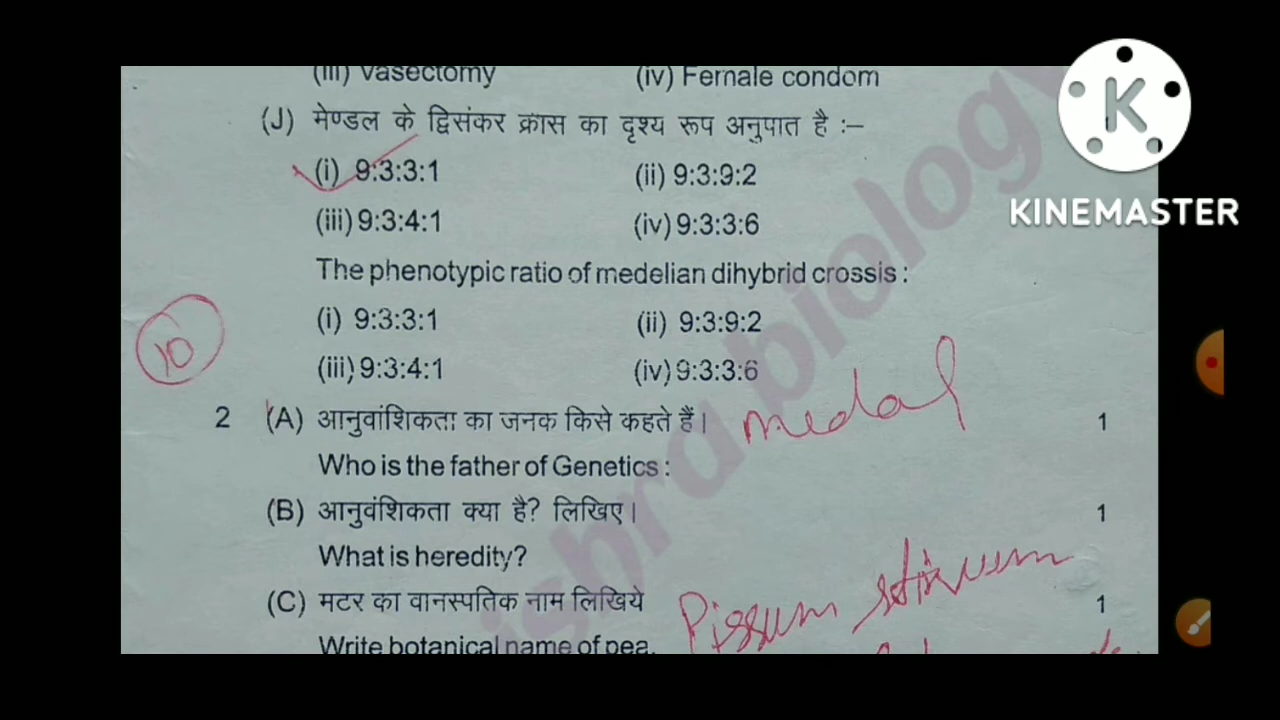 (iii) Vasectomy (iv) Female condom
(J) मेण्डल के द्विसंकर क्रास का दृश्य रूप अनुपात है :–
(i) 9:3:3:1 (ii) 9:3:9:2
(iii) 9:3:4:1 (iv) 9:3:3:6
The phenotypic ratio of medelian dihybrid crossis :
(i) 9:3:3:1 (ii) 9:3:9:2
(iii) 9:3:4:1 (iv) 9:3:3:6
10
2 (A) आनुवांशिकता का जनक किसे कहते हैं। medal 1
Who is the father of Genetics :
(B) आनुवंशिकता क्या है? लिखिए। 1
What is heredity?
(C) मटर का वानस्पतिक नाम लिखिये Pissum 1
Write botanical name of pea.
ishra biology
K
KINEMASTER